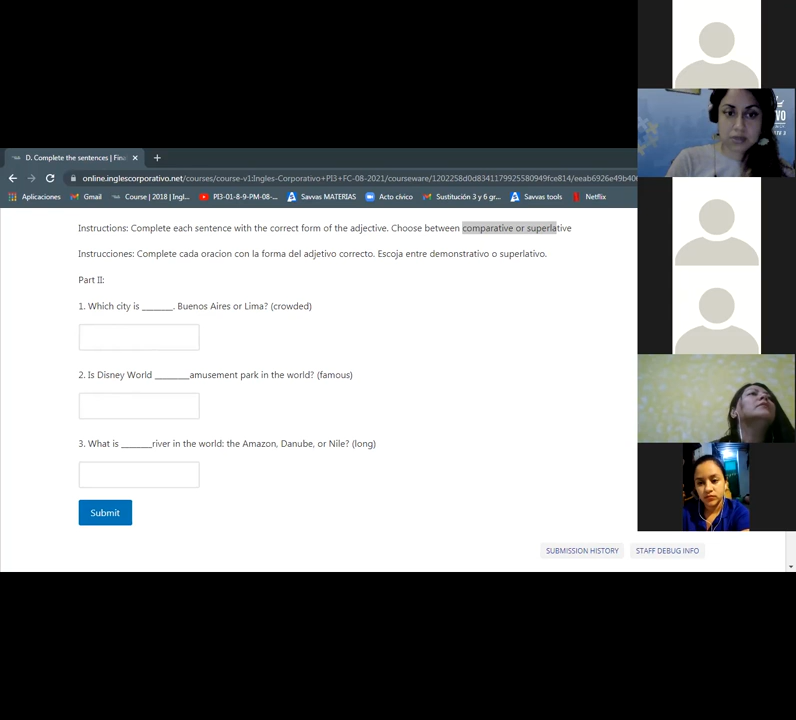 D. Complete the sentences | Fina
online.inglescorporativo.net/courses/course-v1:Ingles-Corporativo+PI3+FC-08-2021/courseware/1202258d0d8341179925580949fce814/eeab6926e49b40
Aplicaciones Gmail Course | 2018 | Ingl... PI3-01-8-9-PM-08-... Savvas MATERIAS Acto cívico Sustitución 3 y 6 gr... Savvas tools Netflix
Instructions: Complete each sentence with the correct form of the adjective. Choose between comparative or superlative
Instrucciones: Complete cada oracion con la forma del adjetivo correcto. Escoja entre demonstrativo o superlativo.
Part II:
1. Which city is ________. Buenos Aires or Lima? (crowded)
2. Is Disney World _________amusement park in the world? (famous)
3. What is ________river in the world: the Amazon, Danube, or Nile? (long)
Submit
SUBMISSION HISTORY STAFF DEBUG INFO